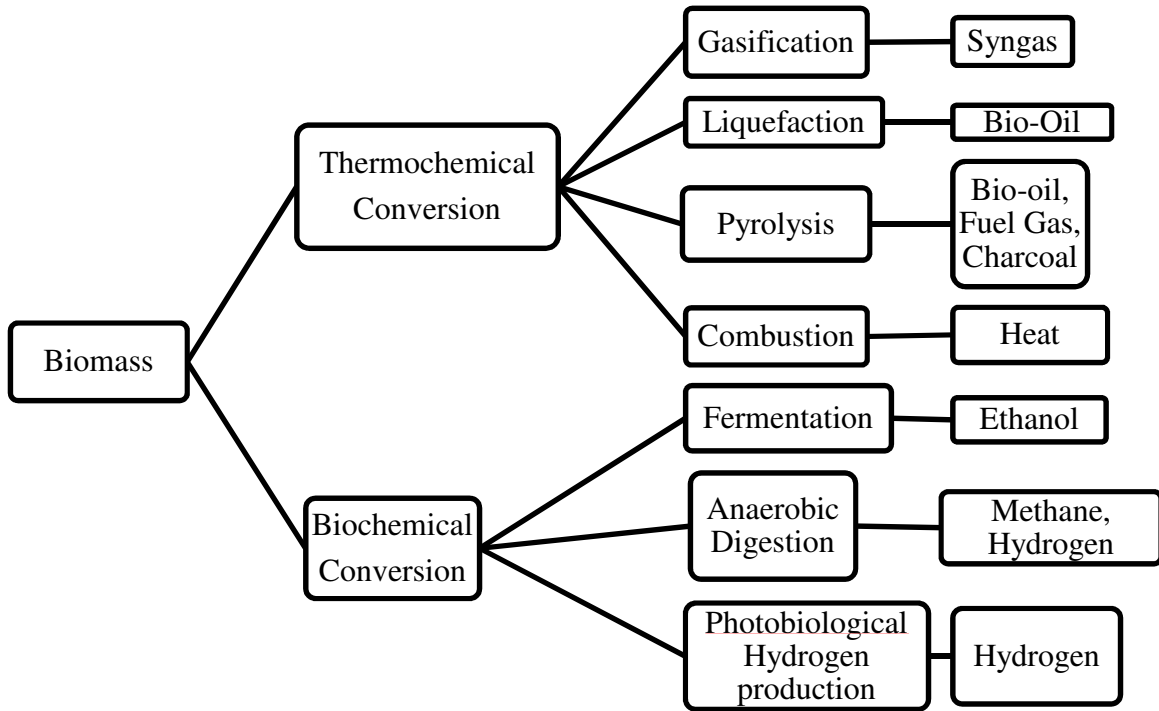 Biomass
Thermochemical
Conversion
Gasification
Syngas
Liquefaction
Bio-Oil
Pyrolysis
Bio-oil,
Fuel Gas,
Charcoal
Combustion
Heat
Biochemical
Conversion
Fermentation
Ethanol
Anaerobic
Digestion
Methane,
Hydrogen
Photobiological
Hydrogen
production
Hydrogen